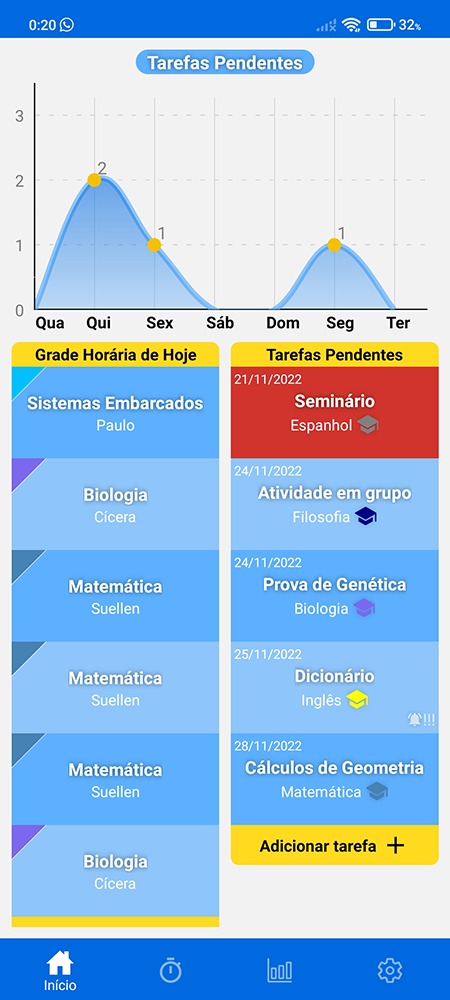 0:20
32%
Tarefas Pendentes
3
2
1
0
2
1
1
Qua Qui Sex Sáb Dom Seg Ter
Grade Horária de Hoje
Sistemas Embarcados
Paulo
Biologia
Cícera
Matemática
Suellen
Matemática
Suellen
Matemática
Suellen
Biologia
Cícera
Tarefas Pendentes
21/11/2022
Seminário
Espanhol
24/11/2022
Atividade em grupo
Filosofia
24/11/2022
Prova de Genética
Biologia
25/11/2022
Dicionário
Inglês
!!!
28/11/2022
Cálculos de Geometria
Matemática
Adicionar tarefa +
Início